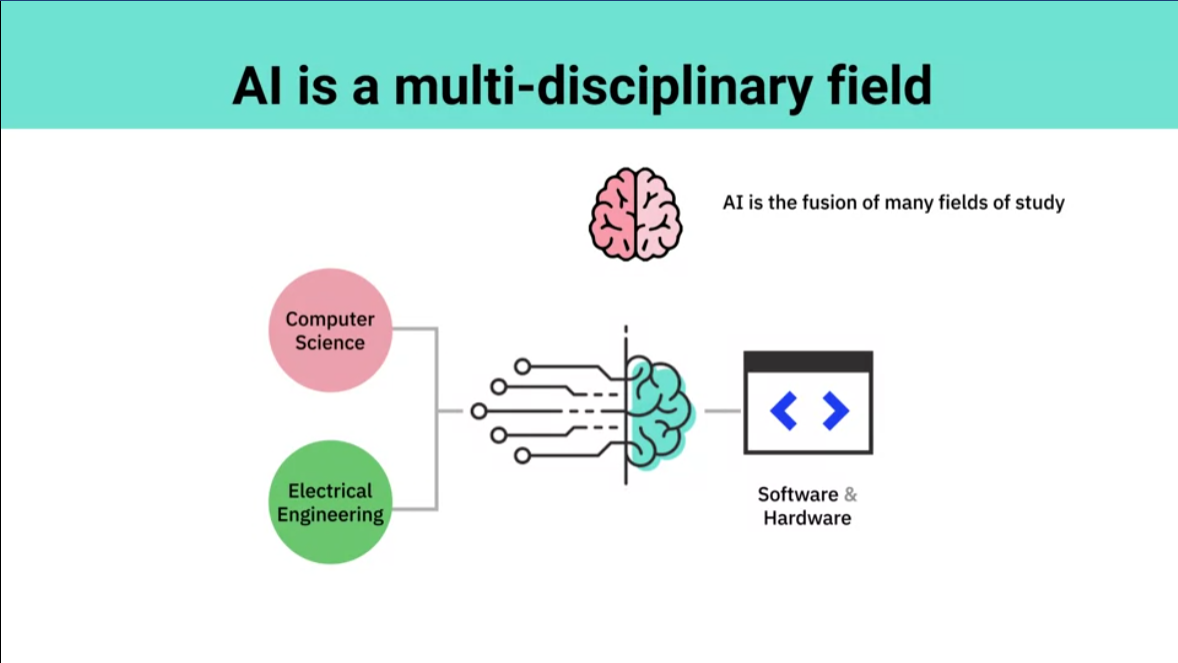 AI is a multi-disciplinary field
AI is the fusion of many fields of study
Computer
Science
Electrical
Engineering
Software &
Hardware